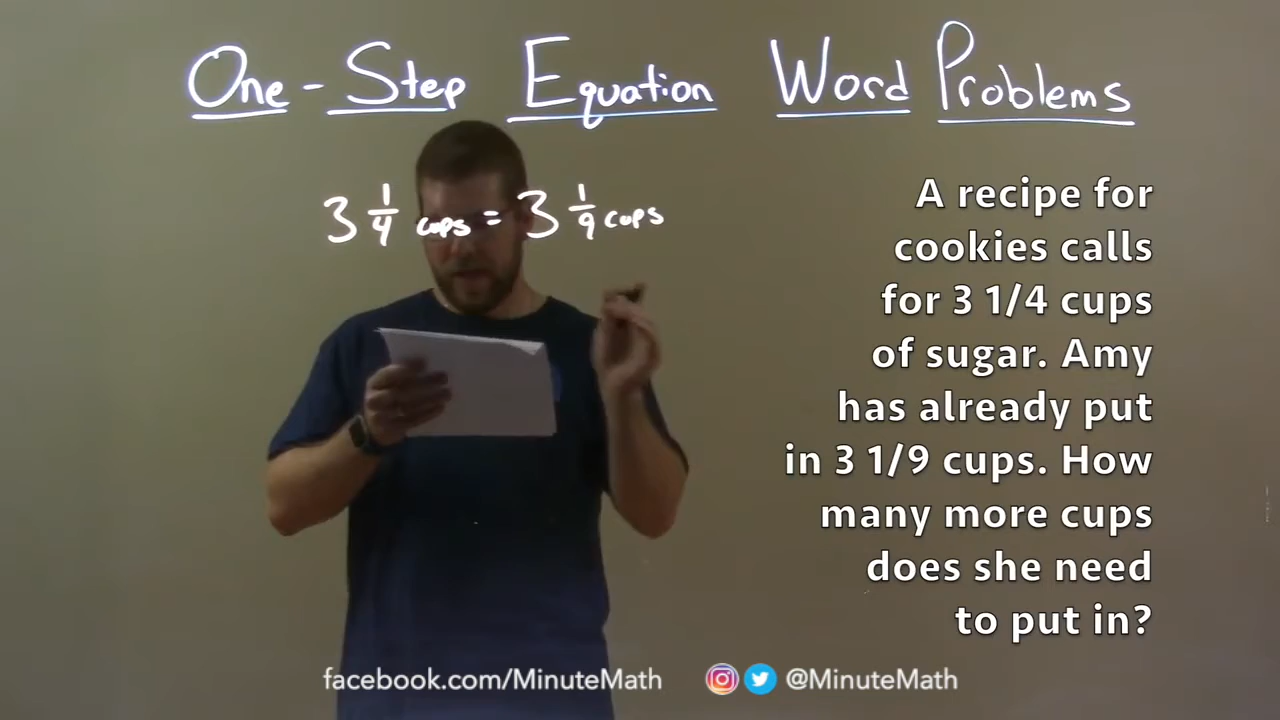 One-Step Equation Word Problems
3 1/4 cups = 3 1/9 cups
A recipe for
cookies calls
for 3 1/4 cups
of sugar. Amy
has already put
in 3 1/9 cups. How
many more cups
does she need
to put in?
facebook.com/MinuteMath @MinuteMath